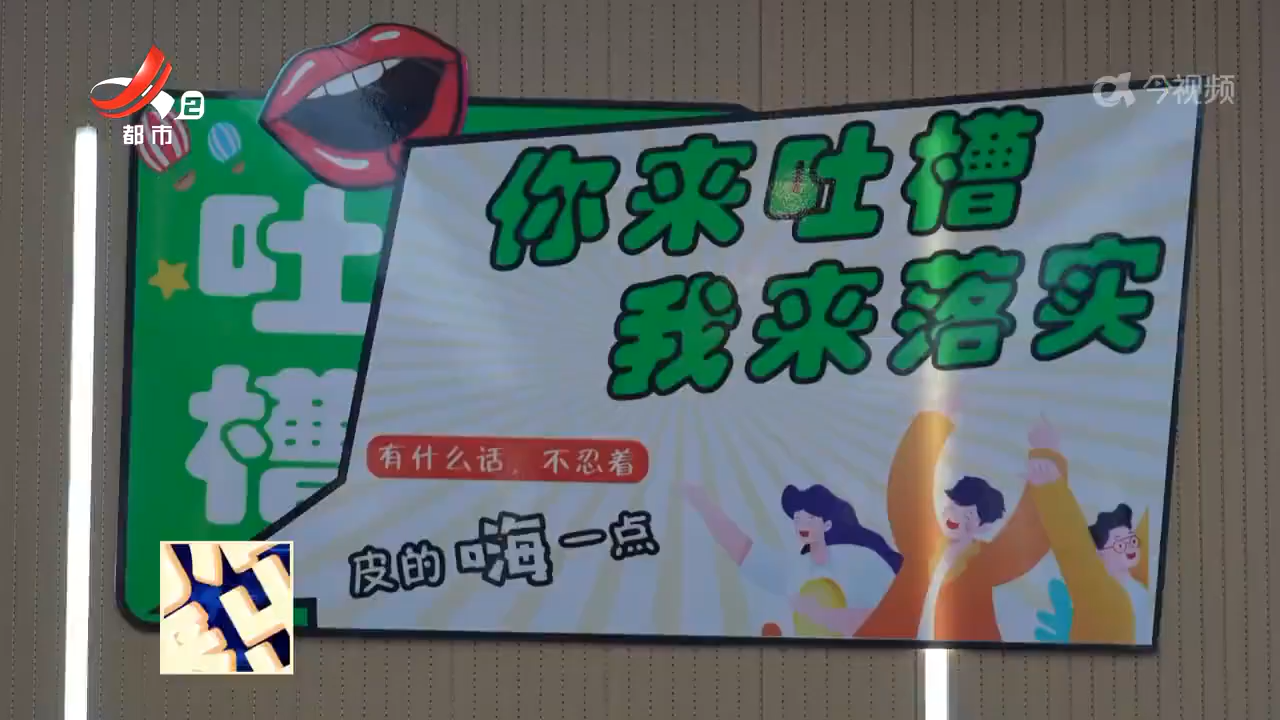 2
都市
今视频
吐槽
你来吐槽
我来落实
有什么话，不忍着
皮的嗨一点